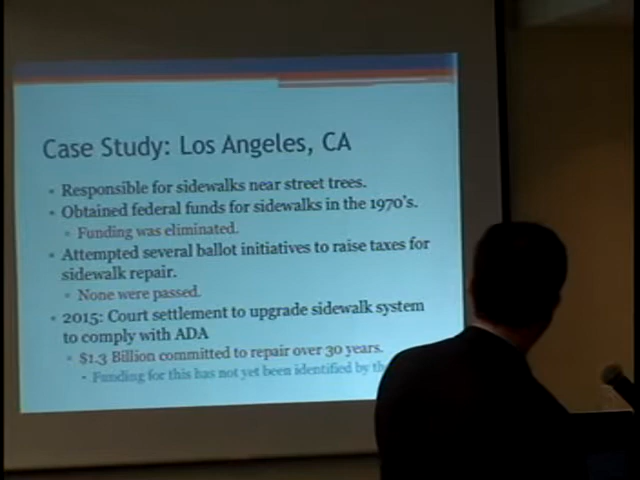 Case Study: Los Angeles, CA
Responsible for sidewalks near street trees.
Obtained federal funds for sidewalks in the 1970's.
Funding was eliminated.
Attempted several ballot initiatives to raise taxes for
sidewalk repair.
None were passed.
2015: Court settlement to upgrade sidewalk system
to comply with ADA
$1.3 Billion committed to repair over 30 years.
Funding for this has not yet been identified by